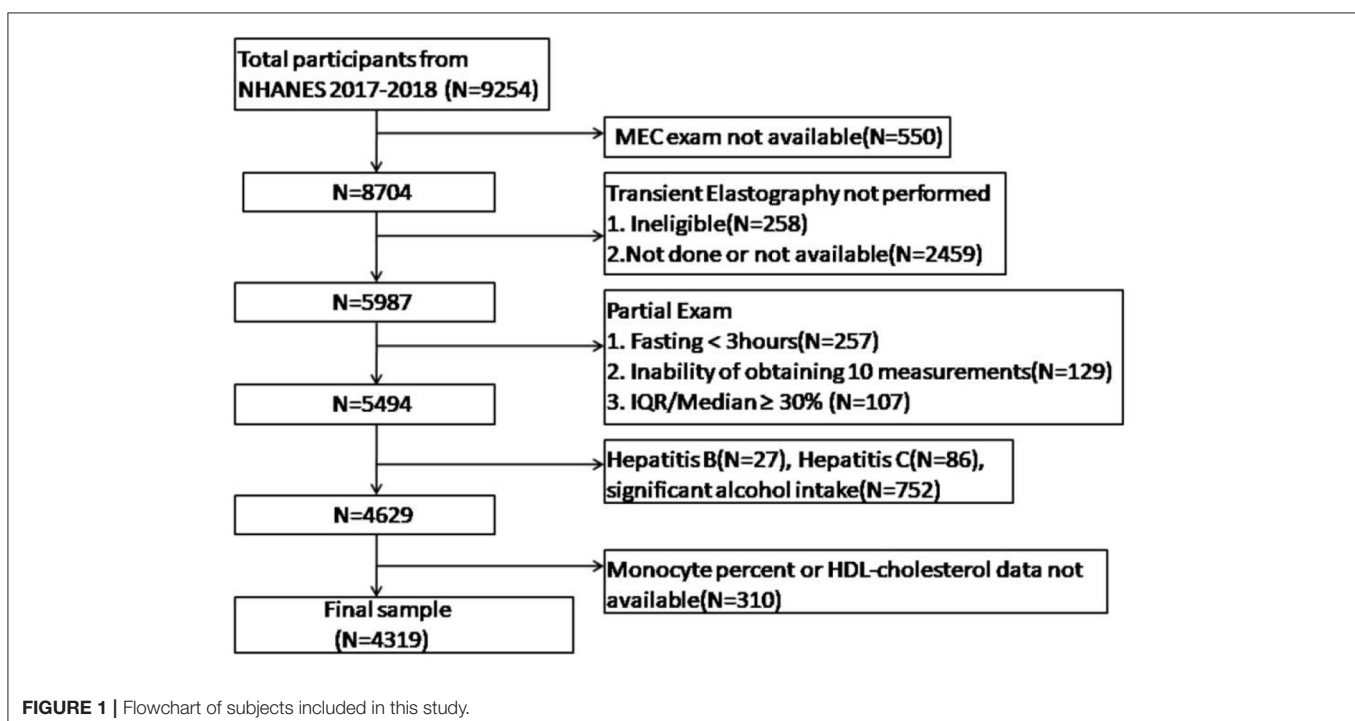 Total participants from
NHANES 2017-2018 (N=9254)
MEC exam not available(N=550)
N=8704
Transient Elastography not performed
1. Ineligible(N=258)
2.Not done or not available(N=2459)
N=5987
Partial Exam
1. Fasting < 3hours(N=257)
2. Inability of obtaining 10 measurements(N=129)
3. IQR/Median ≥ 30% (N=107)
N=5494
Hepatitis B(N=27), Hepatitis C(N=86),
significant alcohol intake(N=752)
N=4629
Monocyte percent or HDL-cholesterol data not
available(N=310)
Final sample
(N=4319)
FIGURE 1 | Flowchart of subjects included in this study.